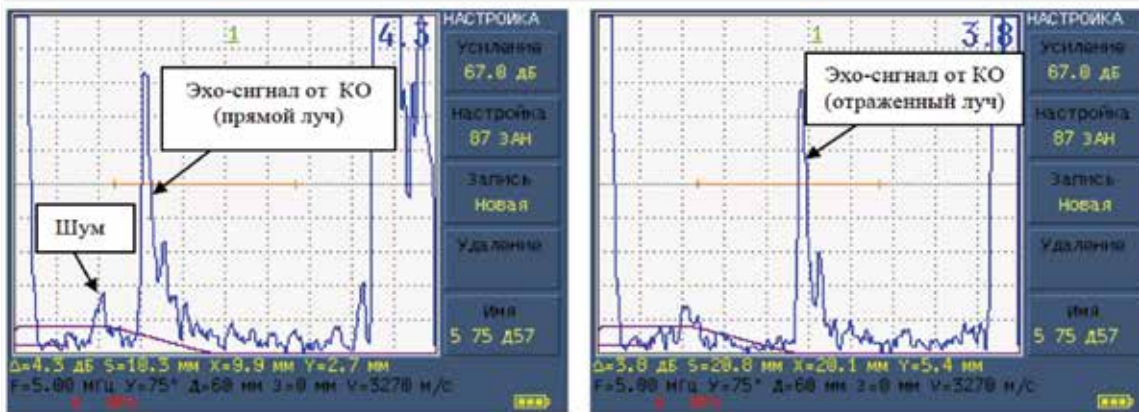 НАСТРОЙКА
1
4.3
Усиление
67.0 дБ
Эхо-сигнал от КО
(прямой луч)
Настройка
87 ЗАН
Запись
Новая
Шум
Удаление
Имя
5 75 д57
Δ=4.3 дБ S=10.3 мм X=9.9 мм Y=2.7 мм
F=5.00 МГц У=75° Д=60 мм З=0 мм V=3270 м/с
НАСТРОЙКА
1
3.8
Усиление
67.0 дБ
Эхо-сигнал от КО
(отраженный луч)
Настройка
87 ЗАН
Запись
Новая
Удаление
Имя
5 75 д57
Δ=3.8 дБ S=20.8 мм X=20.1 мм Y=5.4 мм
F=5.00 МГц У=75° Д=60 мм З=0 мм V=3270 м/с